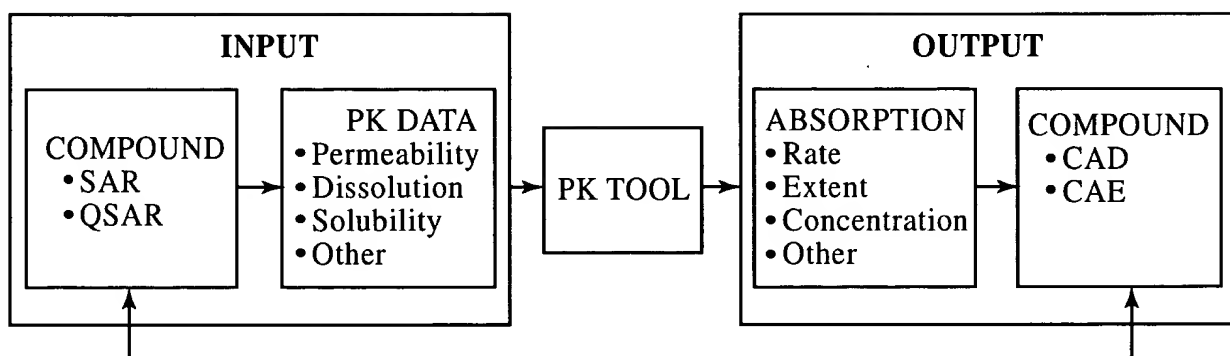 INPUT
COMPOUND
• SAR
• QSAR
PK DATA
• Permeability
• Dissolution
• Solubility
• Other
PK TOOL
OUTPUT
ABSORPTION
• Rate
• Extent
• Concentration
• Other
COMPOUND
• CAD
• CAE